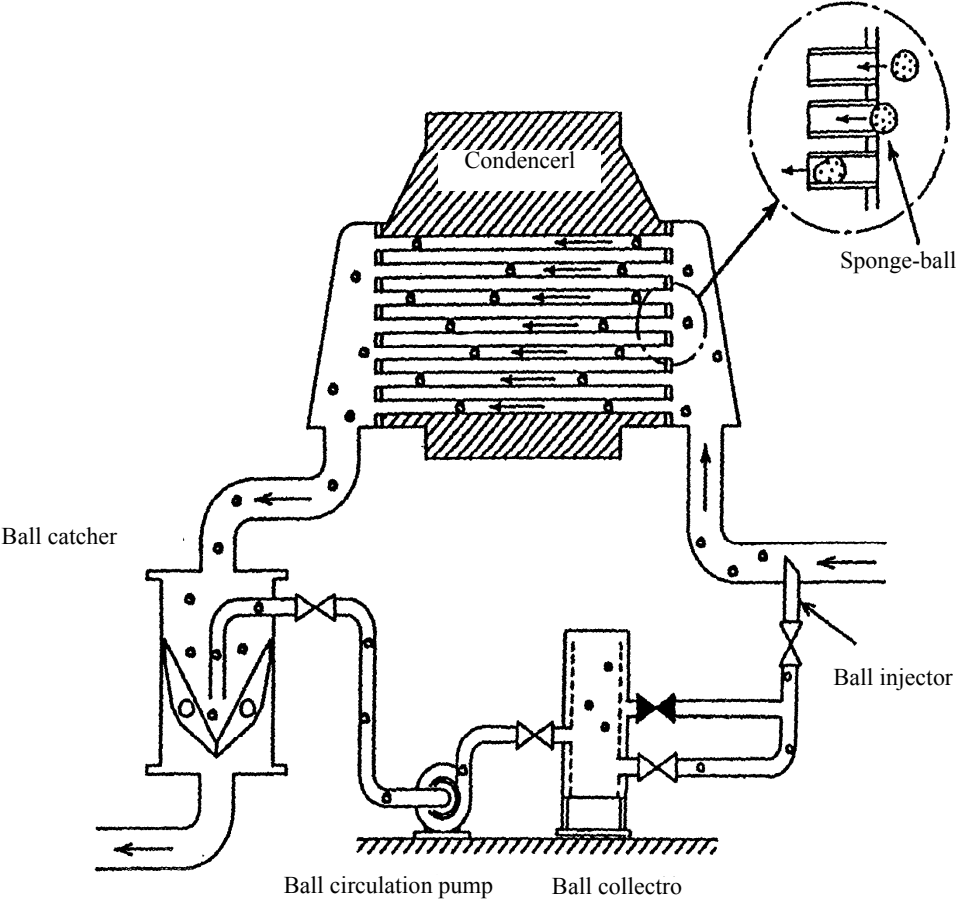 Condencerl
Sponge-ball
Ball catcher
Ball injector
Ball circulation pump
Ball collectro